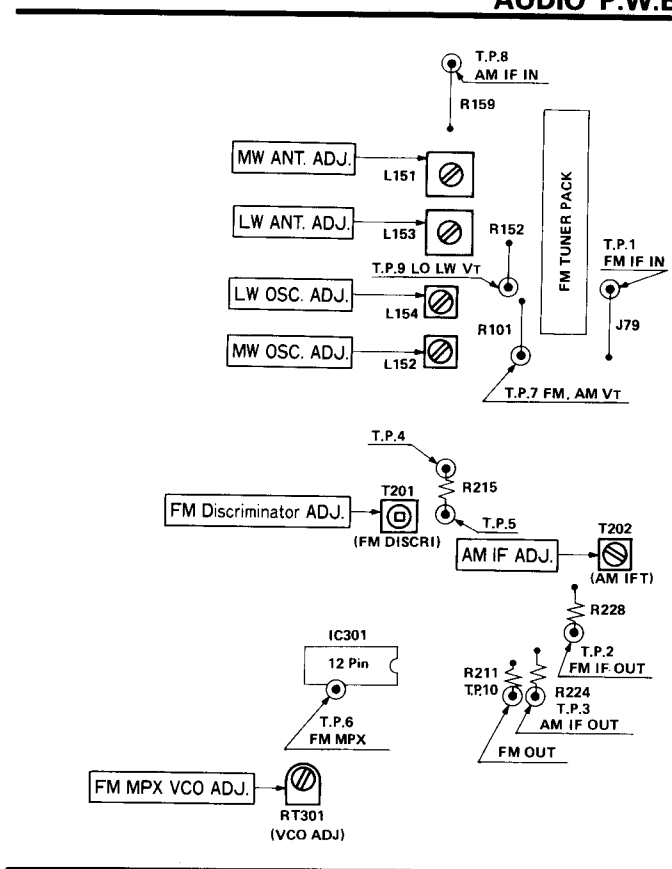 AUDIO P.W.B
T.P.8
AM IF IN
R159
MW ANT. ADJ.
L151
LW ANT. ADJ.
L153
R152
FM TUNER PACK
T.P.1
FM IF IN
T.P.9 LO LW VT
LW OSC. ADJ.
L154
R101
J79
MW OSC. ADJ.
L152
T.P.7 FM, AM VT
T.P.4
T201
R215
FM Discriminator ADJ.
(FM DISCRI)
T.P.5
T202
AM IF ADJ.
(AM IFT)
R228
IC301
12 Pin
T.P.2
FM IF OUT
R211
T.P.10
R224
T.P.3
AM IF OUT
T.P.6
FM MPX
FM OUT
FM MPX VCO ADJ.
RT301
(VCO ADJ)